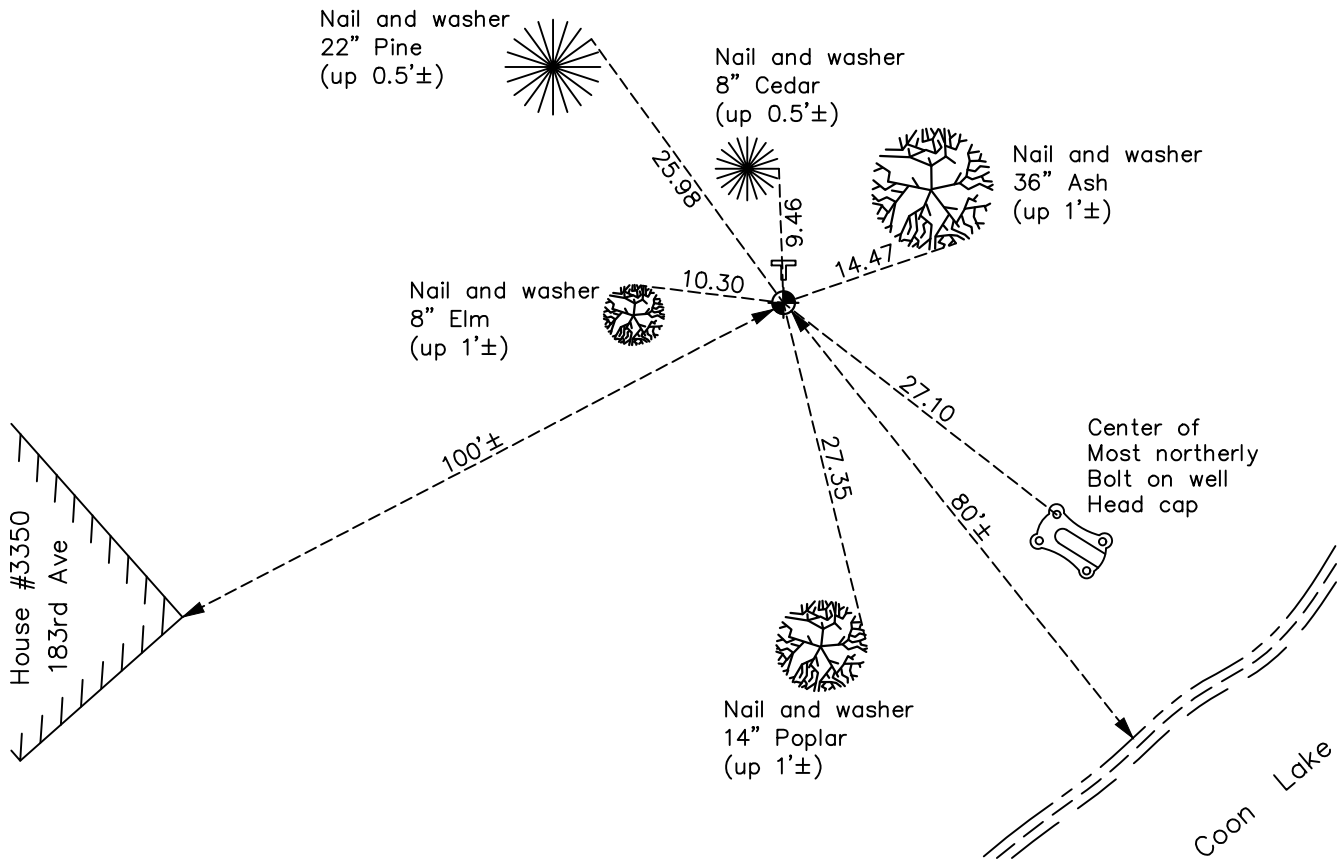 Nail and washer
22” Pine
(up 0.5'±)
Nail and washer
8” Cedar
(up 0.5'±)
Nail and washer
36” Ash
(up 1'±)
25.98
9.46
14.47
10.30
Nail and washer
8” Elm
(up 1'±)
27.10
100'±
27.35
80'±
Center of
Most northerly
Bolt on well
Head cap
House #3350
183rd Ave
Nail and washer
14” Poplar
(up 1'±)
Coon Lake